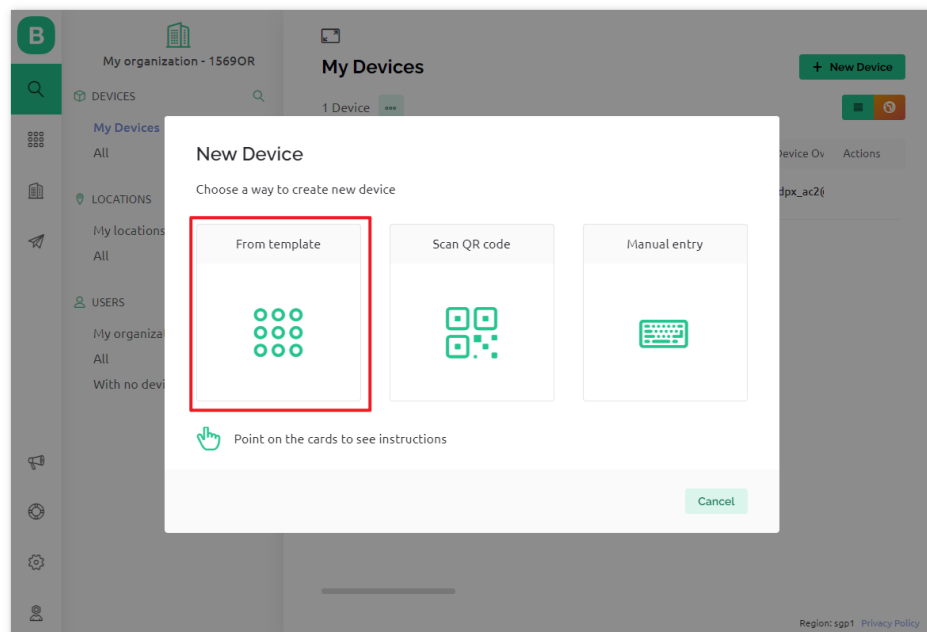 B
My organization - 1569OR
DEVICES
My Devices
All
LOCATIONS
My locations
All
USERS
My organiza
All
With no devi
My Devices
+ New Device
1 Device
Device Ov
Actions
dpx_ac2@
New Device
Choose a way to create new device
From template
Scan QR code
Manual entry
Point on the cards to see instructions
Cancel
Region: sgp1 Privacy Policy